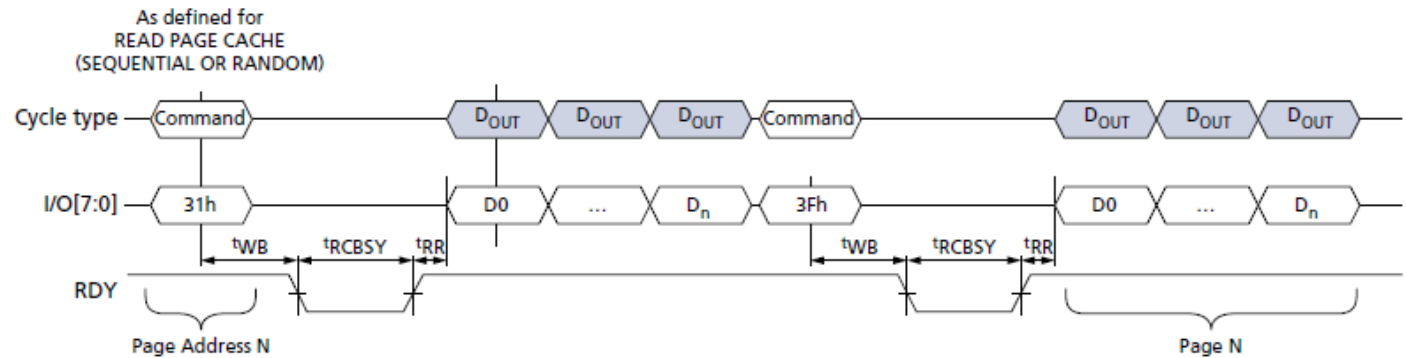 As defined for
READ PAGE CACHE
(SEQUENTIAL OR RANDOM)
Cycle type Command DOUT DOUT DOUT Command DOUT DOUT DOUT
I/O[7:0] 31h D0 ... Dn 3Fh D0 ... Dn
tWB tRCBSY tRR tWB tRCBSY tRR
RDY
Page Address N Page N